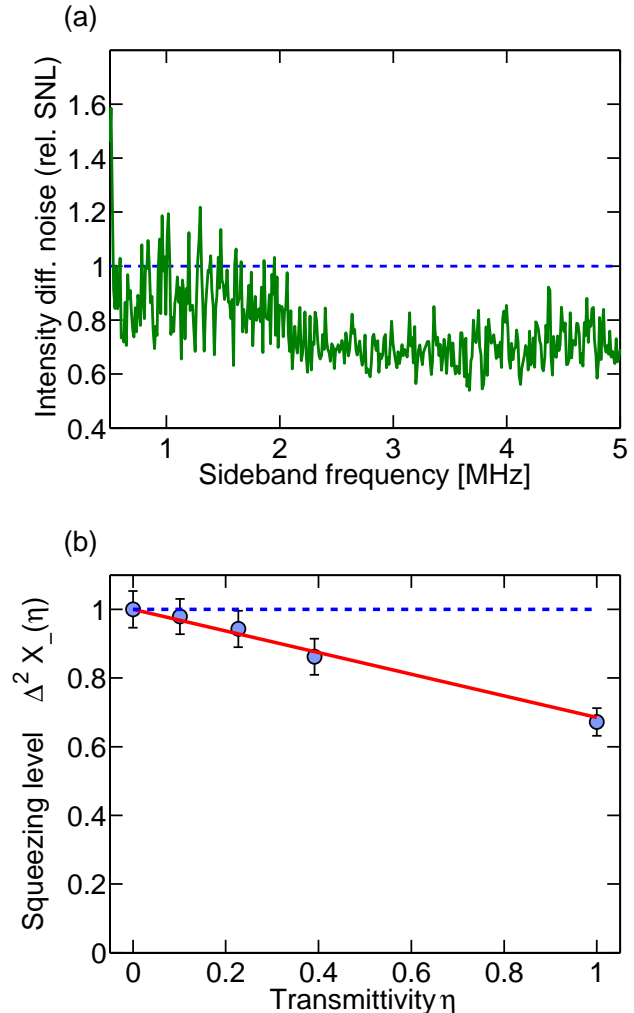 (a)
Intensity diff. noise (rel. SNL)
1.6
1.4
1.2
1
0.8
0.6
0.4
1 2 3 4 5
Sideband frequency [MHz]
(b)
Squeezing level Δ² X_(η)
1
0.8
0.6
0.4
0.2
0
0 0.2 0.4 0.6 0.8 1
Transmittivity η